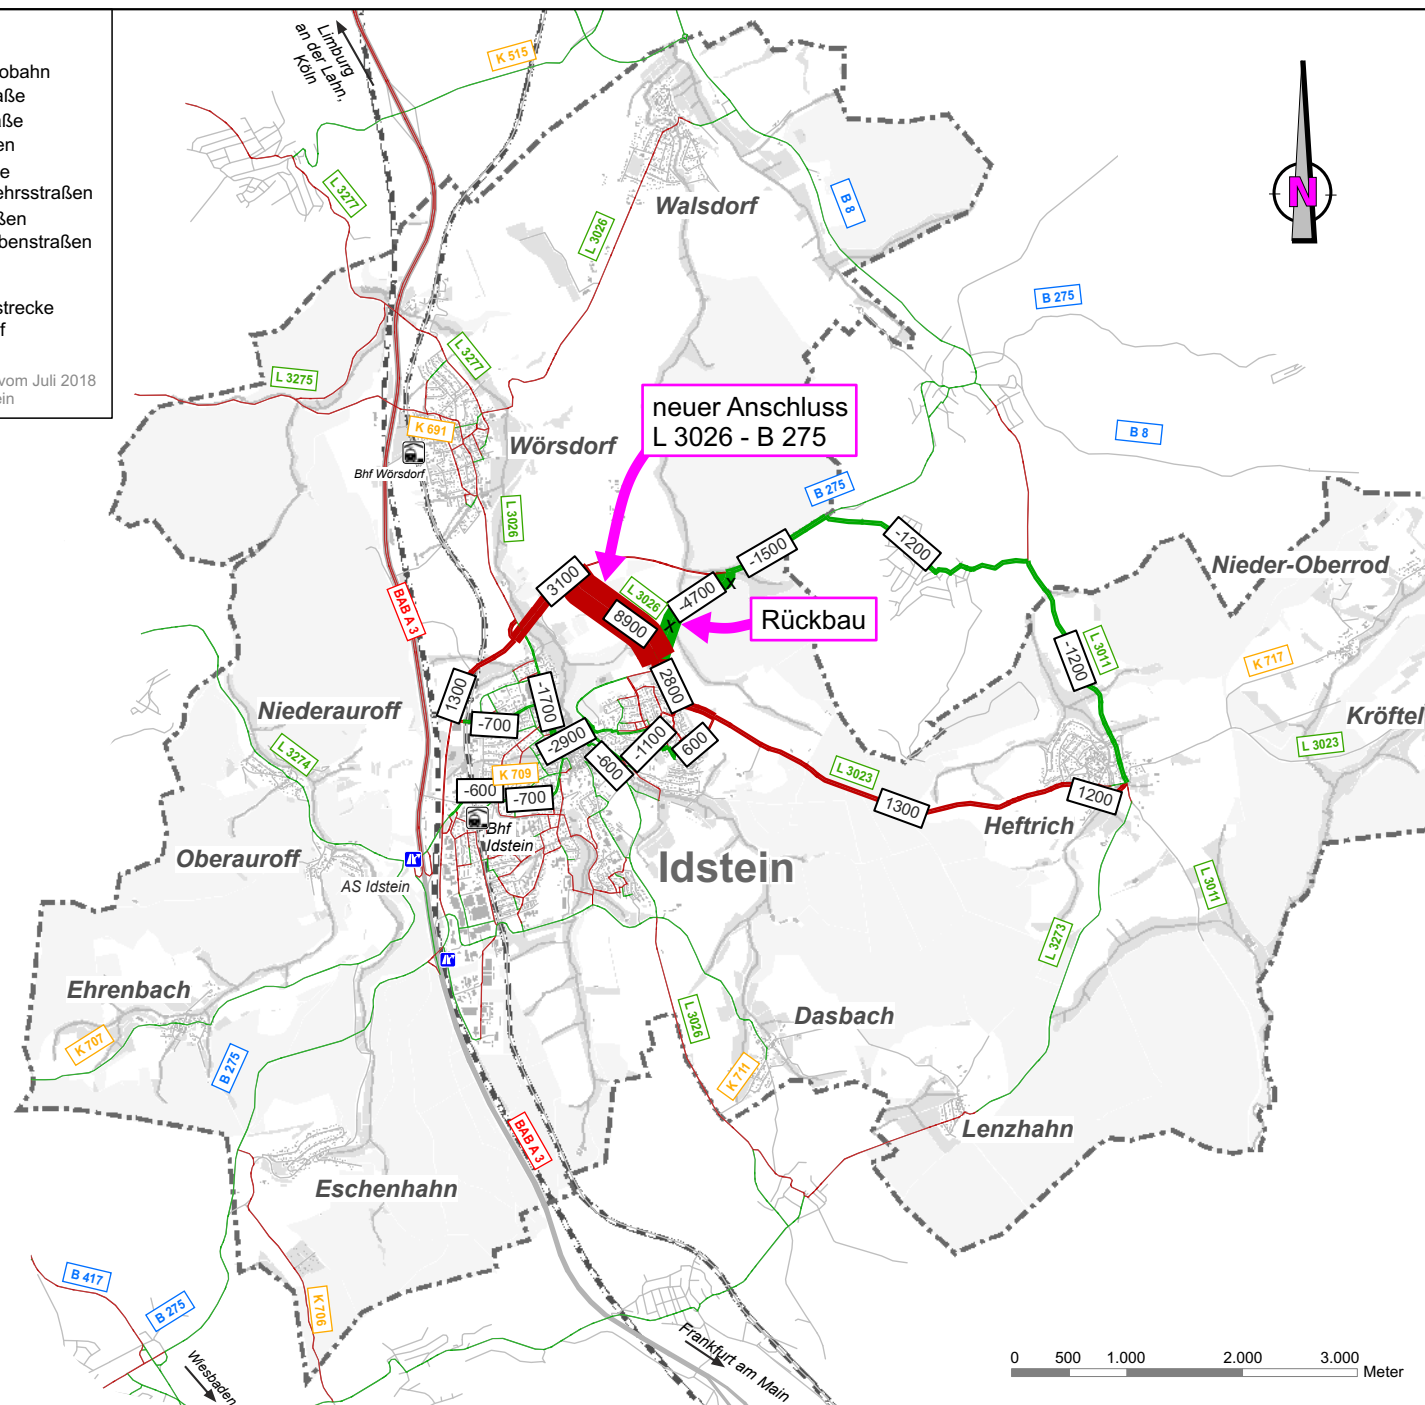 obahn
aße
aße
en
e
ehrsstraßen
ßen
benstraßen
strecke
f
vom Juli 2018
ein
Limburg
an der Lahn,
Köln
K 515
N
L 3277
B 8
Walsdorf
L 3026
B 275
L 3277
L 3275
neuer Anschluss
L 3026 - B 275
K 691
B 8
Wörsdorf
Bhf Wörsdorf
B 275
L 3026
-1500
-1200
Nieder-Oberrod
3100
L 3026
-4700
BAB A 3
8900
Rückbau
-1200
L 3011
K 717
2800
1300
-1700
Niederauroff
-700
Kröftel
-2900
-1100
600
L 3023
L 3274
-600
K 709
L 3023
-600
-700
1300
1200
Bhf
Idstein
Heftrich
Oberauroff
Idstein
AS Idstein
L 3011
L 3273
Ehrenbach
Dasbach
L 3026
K 707
B 275
K 711
BAB A 3
Lenzhahn
Eschenhahn
B 417
B 275
K 706
Wiesbaden
Frankfurt am Main
0 500 1.000 2.000 3.000
Meter